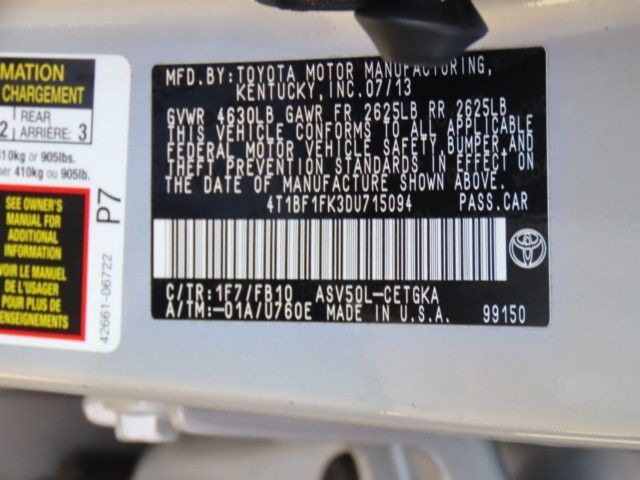 MFD.BY: TOYOTA MOTOR MANUFACTURING,
KENTUCKY, INC. 07/13
GVWR 4630LB GAWR FR 2625LB RR 2625LB
THIS VEHICLE CONFORMS TO ALL APPLICABLE
FEDERAL MOTOR VEHICLE SAFETY, BUMPER, AND
THEFT PREVENTION STANDARDS IN EFFECT ON
THE DATE OF MANUFACTURE SHOWN ABOVE.
4T1BF1FK3DU715094 PASS.CAR
C/TR: 1F7/FB10 ASV50L-CETGKA
A/TM:-01A/U760E MADE IN U.S.A. 99150
MATION
CHARGEMENT
2 REAR
ARRIÈRE: 3
410kg or 905lbs.
er 410kg ou 905lb.
SEE OWNER'S
MANUAL FOR
ADDITIONAL
INFORMATION
VOIR LE MANUEL
DE L'USAGER
POUR PLUS DE
RENSEIGNEMENTS
P7
42661-06722